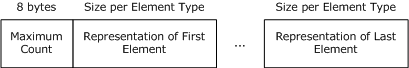 8 bytes Size per Element Type Size per Element Type
Maximum Count Representation of First Element ... Representation of Last Element